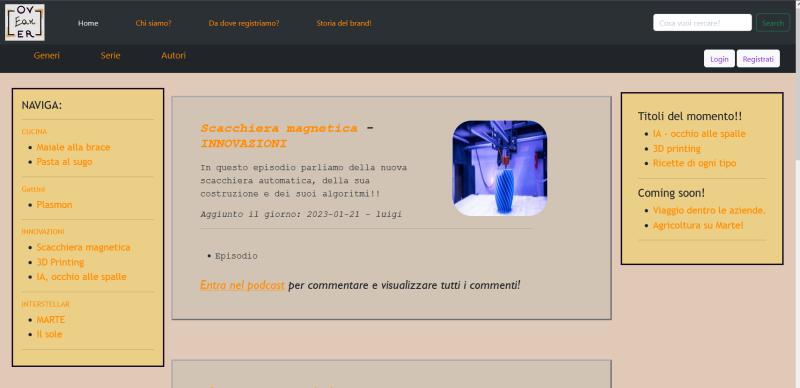 OV
Ear
ER
Home
Chi siamo?
Da dove registriamo?
Storia del brand!
Cosa vuoi cercare?
Search
Generi
Serie
Autori
Login
Registrati
NAVIGA:
CUCINA
Maiale alla brace
Pasta al sugo
Gattini
Plasmon
INNOVAZIONI
Scacchiera magnetica
3D Printing
IA, occhio alle spalle
INTERSTELLAR
MARTE
Il sole
Scacchiera magnetica -
INNOVAZIONI
In questo episodio parliamo della nuova
scacchiera automatica, della sua
costruzione e dei suoi algoritmi!!
Aggiunto il giorno: 2023-01-21 - luigi
Episodio
Entra nel podcast per commentare e visualizzare tutti i commenti!
Titoli del momento!!
IA - occhio alle spalle
3D printing
Ricette di ogni tipo
Coming soon!
Viaggio dentro le aziende.
Agricoltura su Marte!